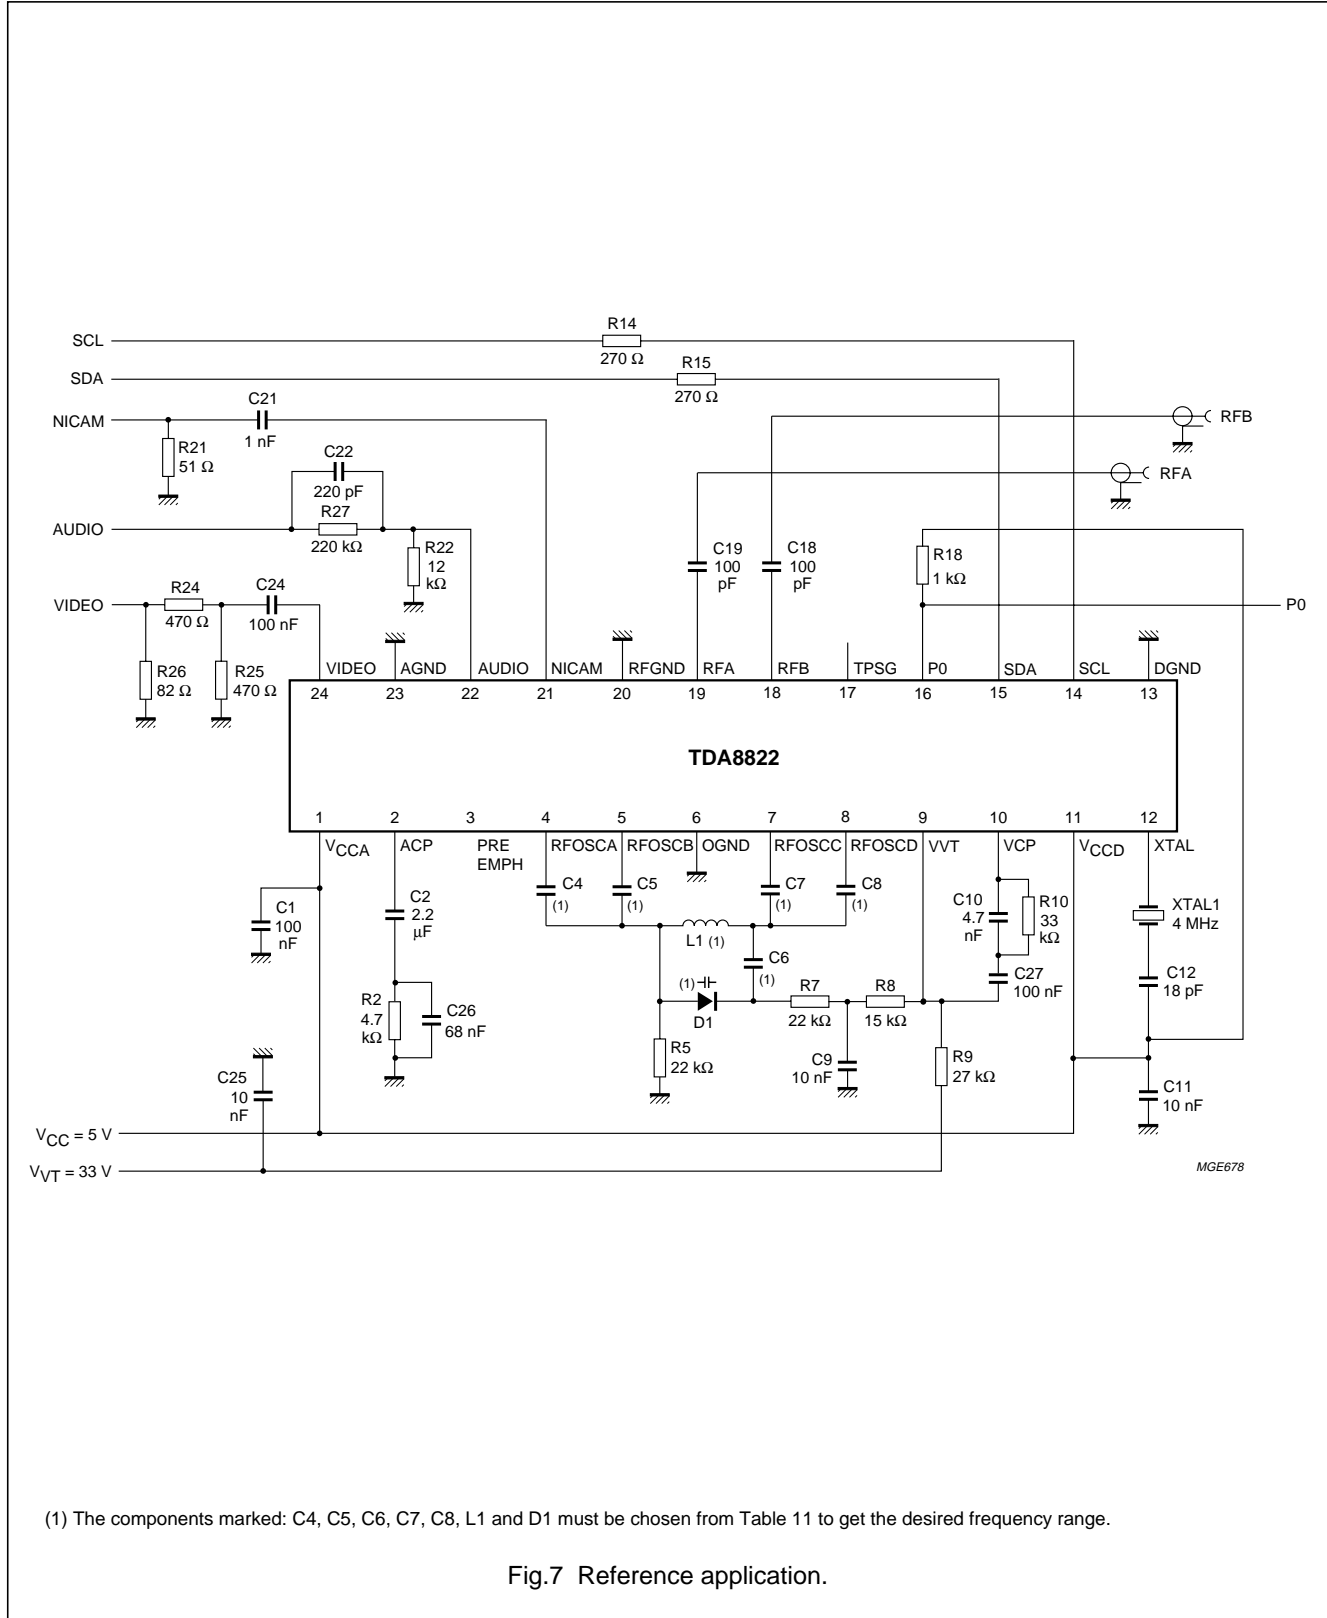 SCL
R14
270 Ω
SDA
R15
270 Ω
NICAM
C21
1 nF
R21
51 Ω
RFB
RFA
C22
220 pF
AUDIO
R27
220 kΩ
R22
12
kΩ
C19
100
pF
C18
100
pF
R18
1 kΩ
VIDEO
R24
470 Ω
C24
100 nF
P0
R26
82 Ω
R25
470 Ω
VIDEO
AGND
AUDIO
NICAM
RFGND
RFA
RFB
TPSG
P0
SDA
SCL
DGND
24 23 22 21 20 19 18 17 16 15 14 13
TDA8822
1 2 3 4 5 6 7 8 9 10 11 12
VCCA
ACP
PRE
EMPH
RFOSCA
RFOSCB
OGND
RFOSCC
RFOSCD
VVT
VCP
VCCD
XTAL
C1
100
nF
C2
2.2
μF
C4
(1)
C5
(1)
C7
(1)
C8
(1)
L1 (1)
C6
(1)
C10
4.7
nF
R10
33
kΩ
XTAL1
4 MHz
C27
100 nF
C12
18 pF
R2
4.7
kΩ
C26
68 nF
(1)
D1
R7
22 kΩ
R8
15 kΩ
R5
22 kΩ
C9
10 nF
R9
27 kΩ
C25
10
nF
C11
10 nF
VCC = 5 V
VVT = 33 V
MGE678
(1) The components marked: C4, C5, C6, C7, C8, L1 and D1 must be chosen from Table 11 to get the desired frequency range.
Fig.7 Reference application.